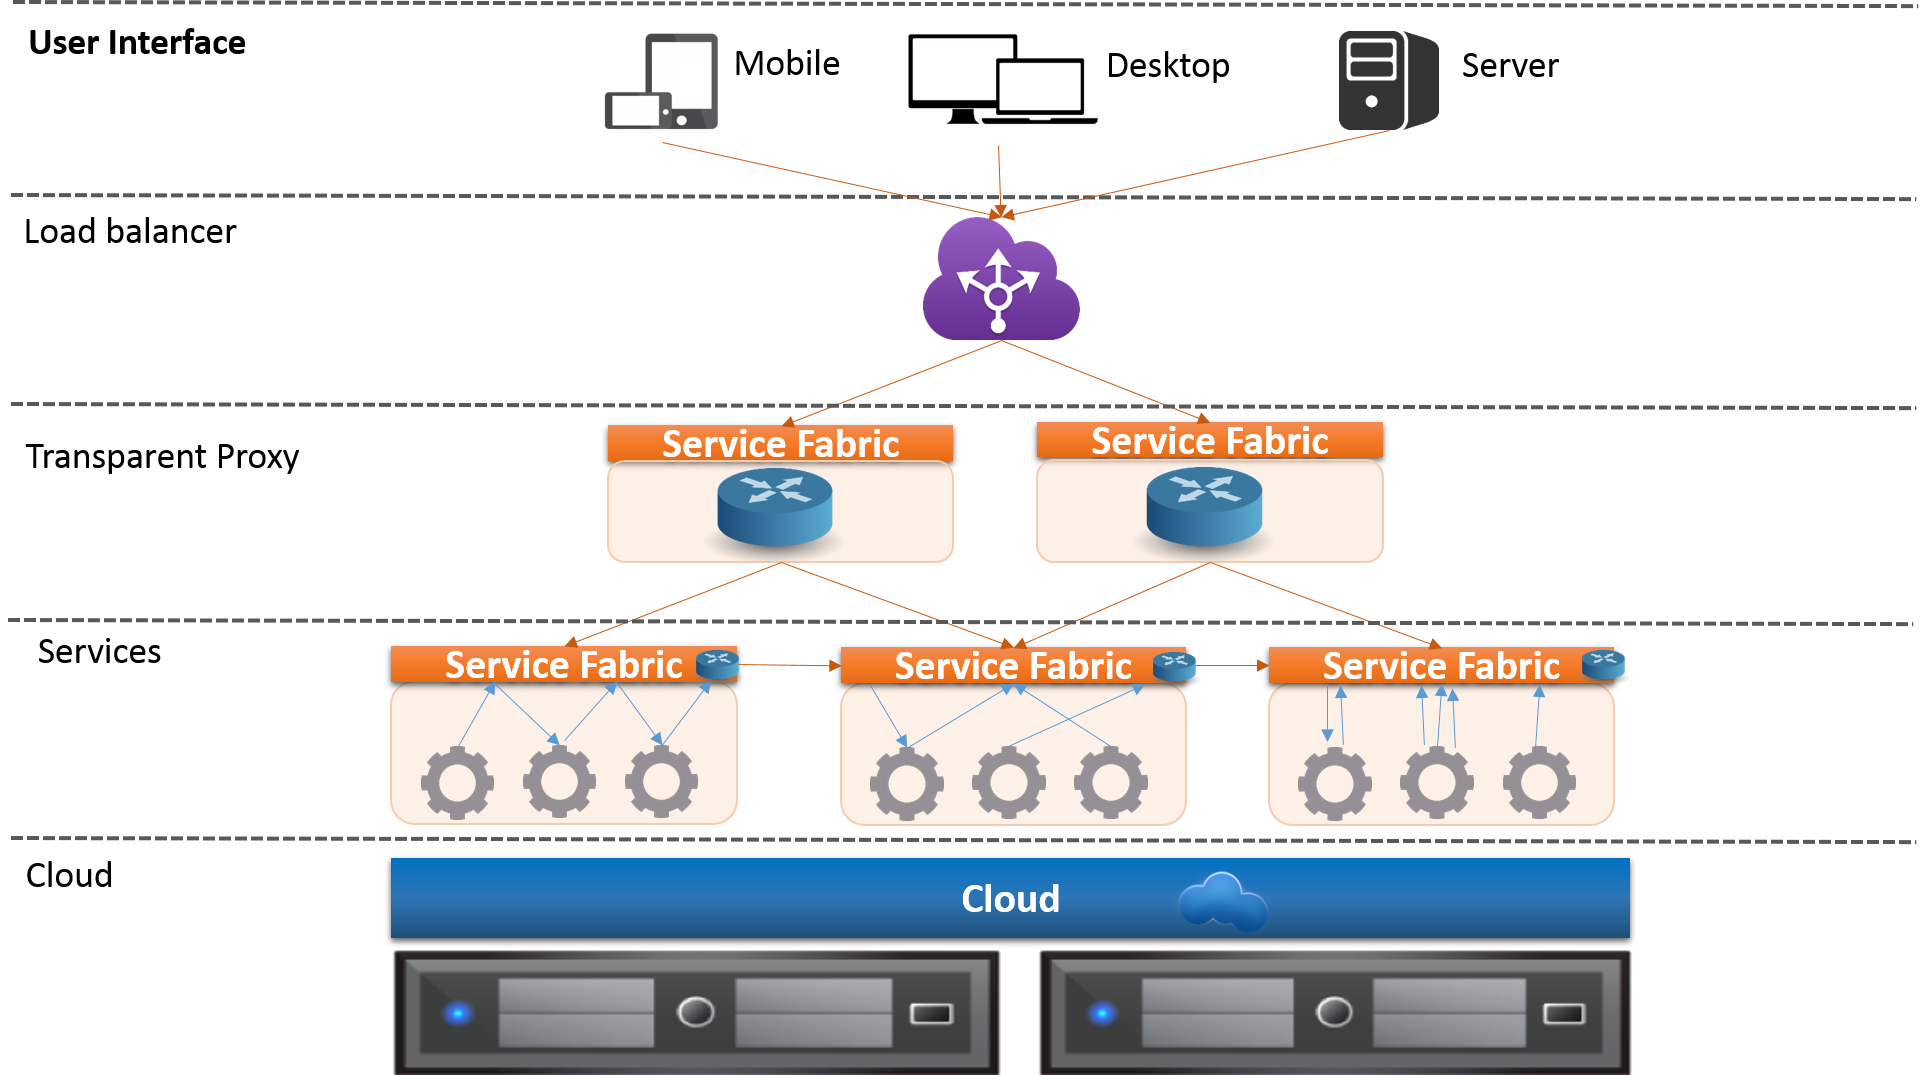 User Interface
Mobile
Desktop
Server
Load balancer
Transparent Proxy
Service Fabric
Service Fabric
Services
Service Fabric
Service Fabric
Service Fabric
Cloud
Cloud